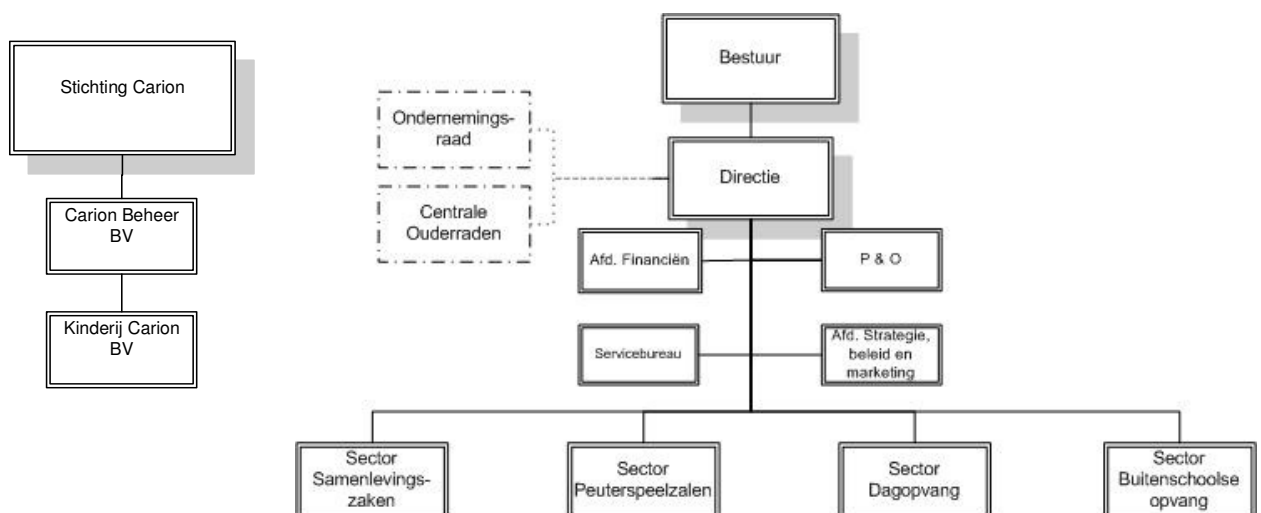 Stichting Carion
Carion Beheer
BV
Kinderij Carion
BV
Bestuur
Ondernemings-
raad
Directie
Centrale
Ouderraden
Afd. Financiën
P & O
Servicebureau
Afd. Strategie,
beleid en
marketing
Sector
Samenlevings-
zaken
Sector
Peuterspeelzalen
Sector
Dagopvang
Sector
Buitenschoolse
opvang